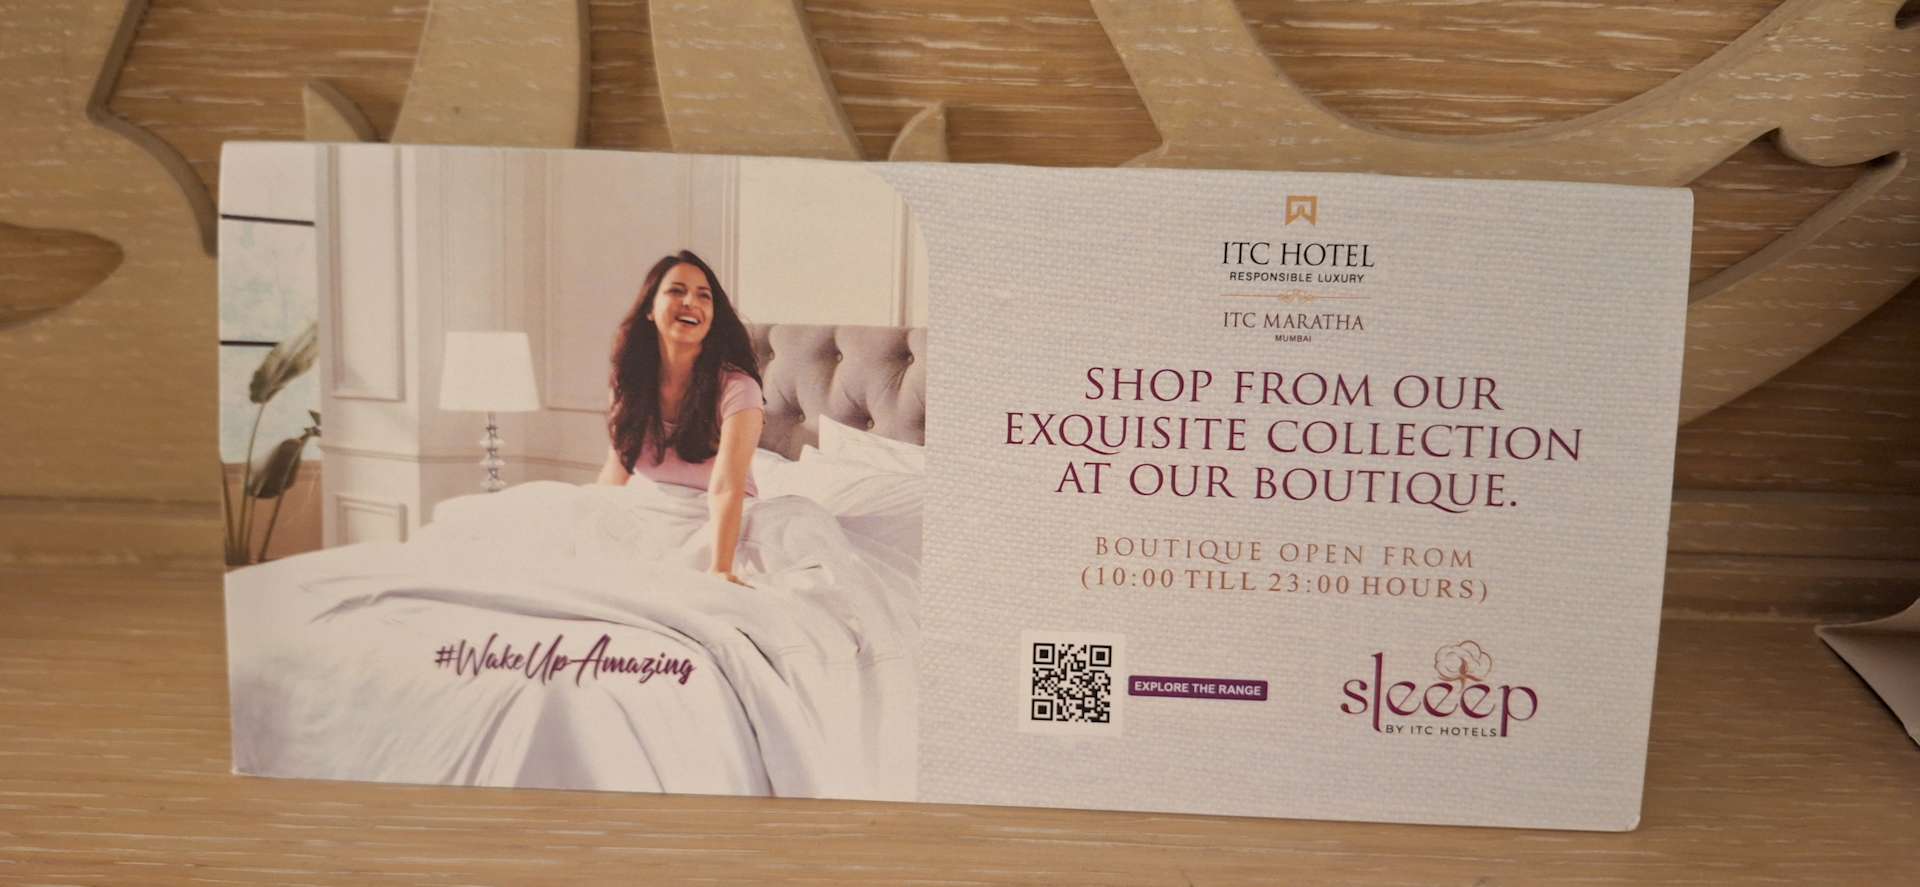 #WakeUpAmazing
ITC HOTEL
RESPONSIBLE LUXURY
ITC MARATHA
MUMBAI
SHOP FROM OUR
EXQUISITE COLLECTION
AT OUR BOUTIQUE.
BOUTIQUE OPEN FROM
(10:00 TILL 23:00 HOURS)
EXPLORE THE RANGE
sleeep
BY ITC HOTELS